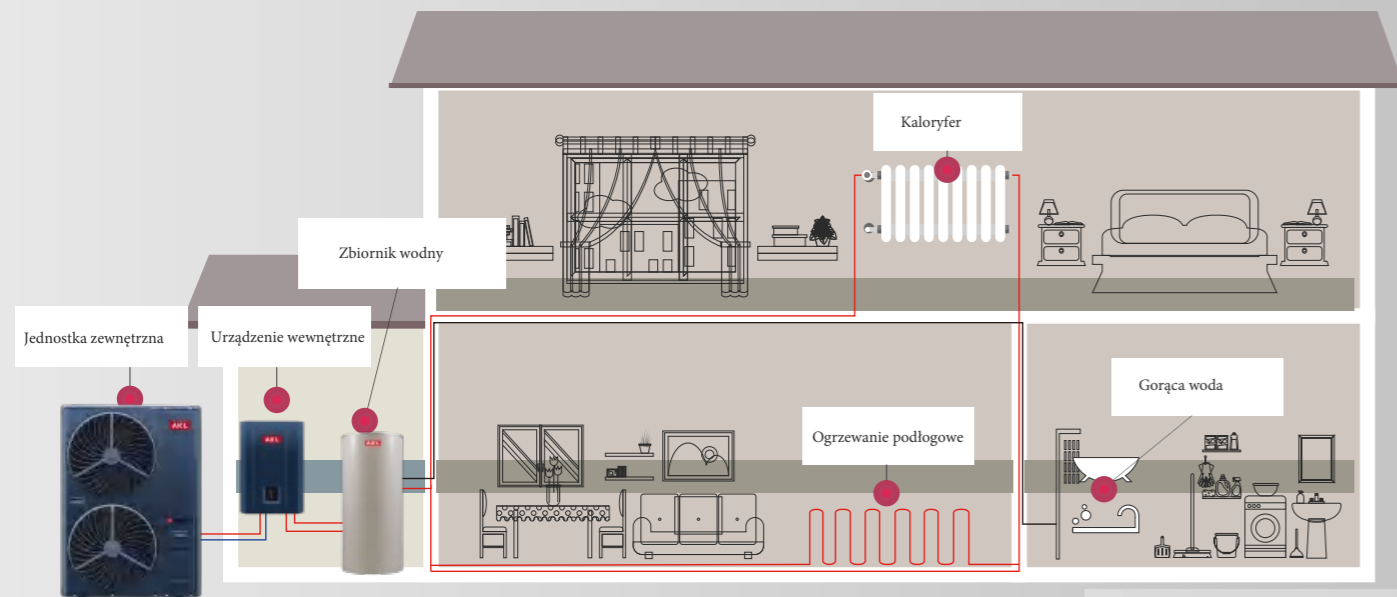 Kaloryfer
Zbiornik wodny
Jednostka zewnętrzna
Urządzenie wewnętrzne
Gorąca woda
Ogrzewanie podłogowe